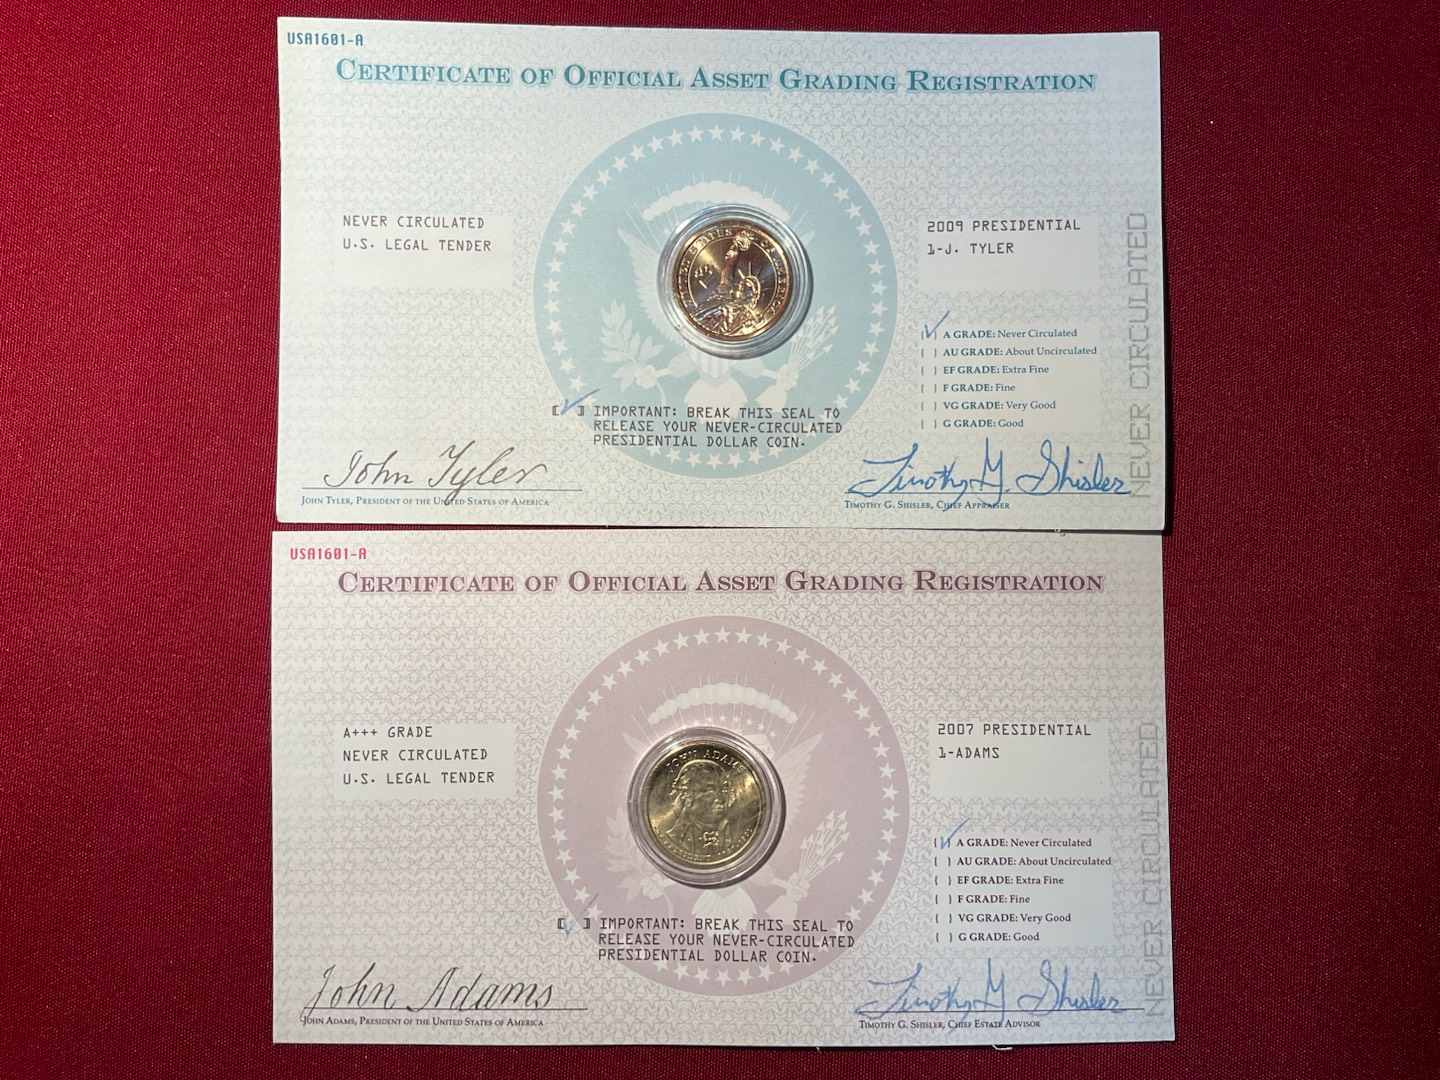 USA1601-A
CERTIFICATE OF OFFICIAL ASSET GRADING REGISTRATION
NEVER CIRCULATED
U.S. LEGAL TENDER
2009 PRESIDENTIAL
1-J. TYLER
NEVER CIRCULATED
( ) A GRADE: Never Circulated
( ) AU GRADE: About Uncirculated
( ) EF GRADE: Extra Fine
( ) F GRADE: Fine
( ) VG GRADE: Very Good
( ) G GRADE: Good
[ ] IMPORTANT: BREAK THIS SEAL TO
RELEASE YOUR NEVER-CIRCULATED
PRESIDENTIAL DOLLAR COIN.
John Tyler
JOHN TYLER, PRESIDENT OF THE UNITED STATES OF AMERICA
Timothy G. Shisler
TIMOTHY G. SHISLER, CHIEF APPRAISER
USA1601-A
CERTIFICATE OF OFFICIAL ASSET GRADING REGISTRATION
A+++ GRADE
NEVER CIRCULATED
U.S. LEGAL TENDER
JOHN ADAMS
2007 PRESIDENTIAL
1-ADAMS
NEVER CIRCULATED
( ) A GRADE: Never Circulated
( ) AU GRADE: About Uncirculated
( ) EF GRADE: Extra Fine
( ) F GRADE: Fine
( ) VG GRADE: Very Good
( ) G GRADE: Good
[ ] IMPORTANT: BREAK THIS SEAL TO
RELEASE YOUR NEVER-CIRCULATED
PRESIDENTIAL DOLLAR COIN.
John Adams
JOHN ADAMS, PRESIDENT OF THE UNITED STATES OF AMERICA
Timothy G Shisler
TIMOTHY G. SHISLER, CHIEF ESTATE ADVISOR